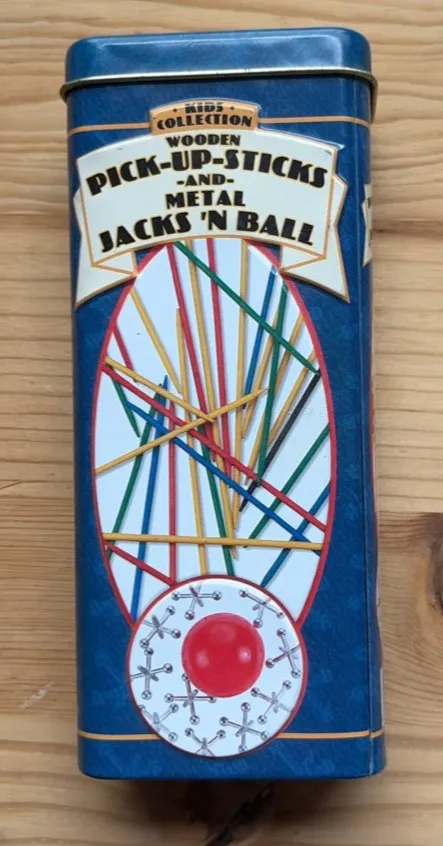 · KIDS ·
COLLECTION
WOODEN
PICK-UP-STICKS
-AND-
METAL
JACKS 'N BALL